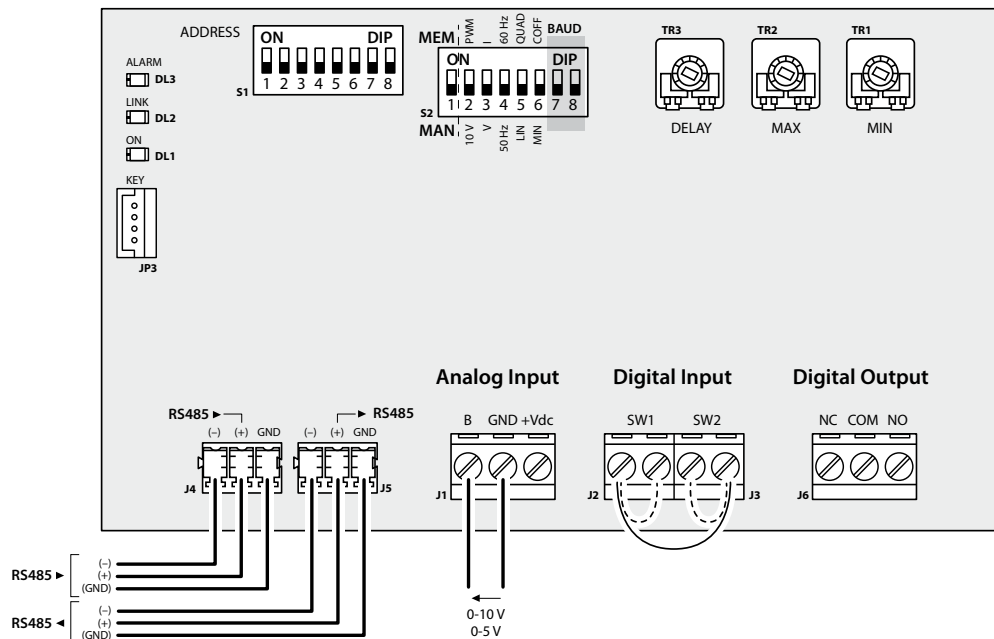 ADDRESS
ON DIP
1 2 3 4 5 6 7 8
S1
ALARM
DL3
LINK
DL2
ON
DL1
KEY
JP3
MEM PWM I 60 Hz QUAD COFF BAUD
ON DIP
1 2 3 4 5 6 7 8
S2
MAN 10 V V 50 Hz LIN MIN
TR3 TR2 TR1
DELAY MAX MIN
Analog Input Digital Input Digital Output
RS485 ► ► RS485
(–) (+) GND (–) (+) GND
B GND +Vdc SW1 SW2 NC COM NO
J4 J5 J1 J2 J3 J6
RS485 ►
(–)
(+)
(GND)
RS485 ◄
(–)
(+)
(GND)
0-10 V
0-5 V